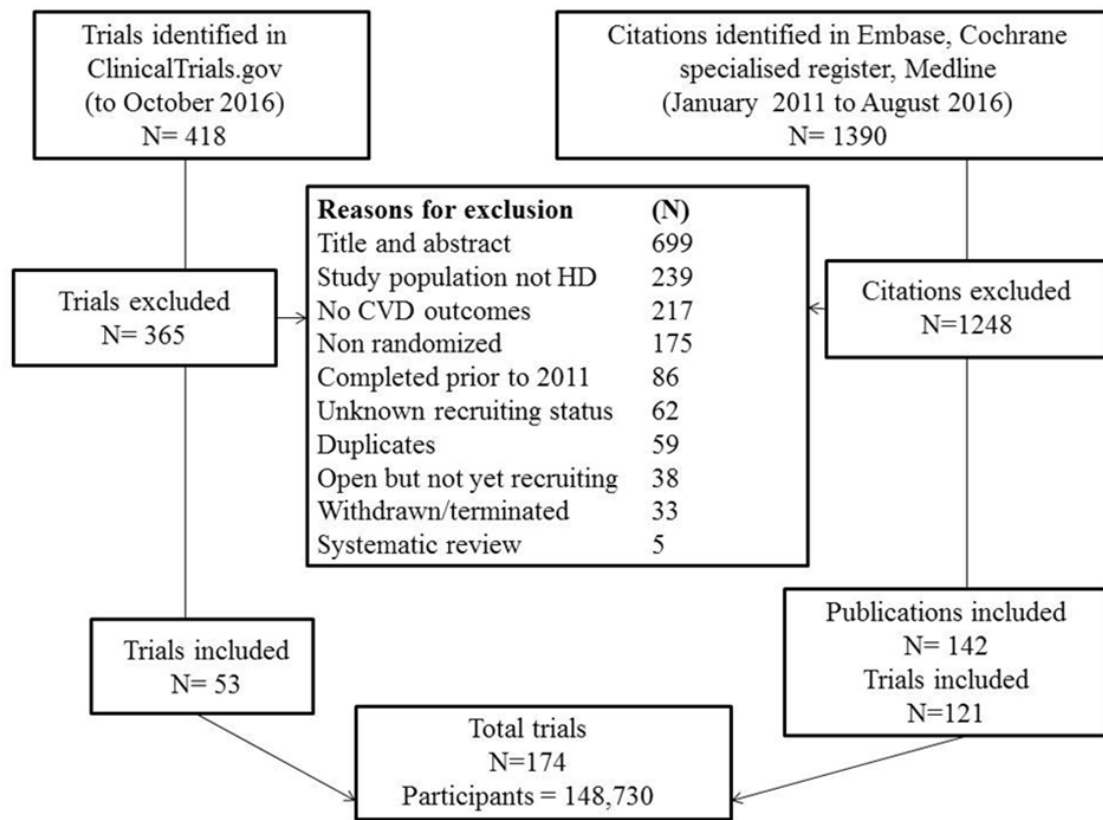 Trials identified in
ClinicalTrials.gov
(to October 2016)
N= 418
Citations identified in Embase, Cochrane
specialised register, Medline
(January 2011 to August 2016)
N= 1390
Reasons for exclusion (N)
Title and abstract 699
Study population not HD 239
No CVD outcomes 217
Non randomized 175
Completed prior to 2011 86
Unknown recruiting status 62
Duplicates 59
Open but not yet recruiting 38
Withdrawn/terminated 33
Systematic review 5
Trials excluded
N= 365
Citations excluded
N=1248
Trials included
N= 53
Publications included
N= 142
Trials included
N=121
Total trials
N=174
Participants = 148,730